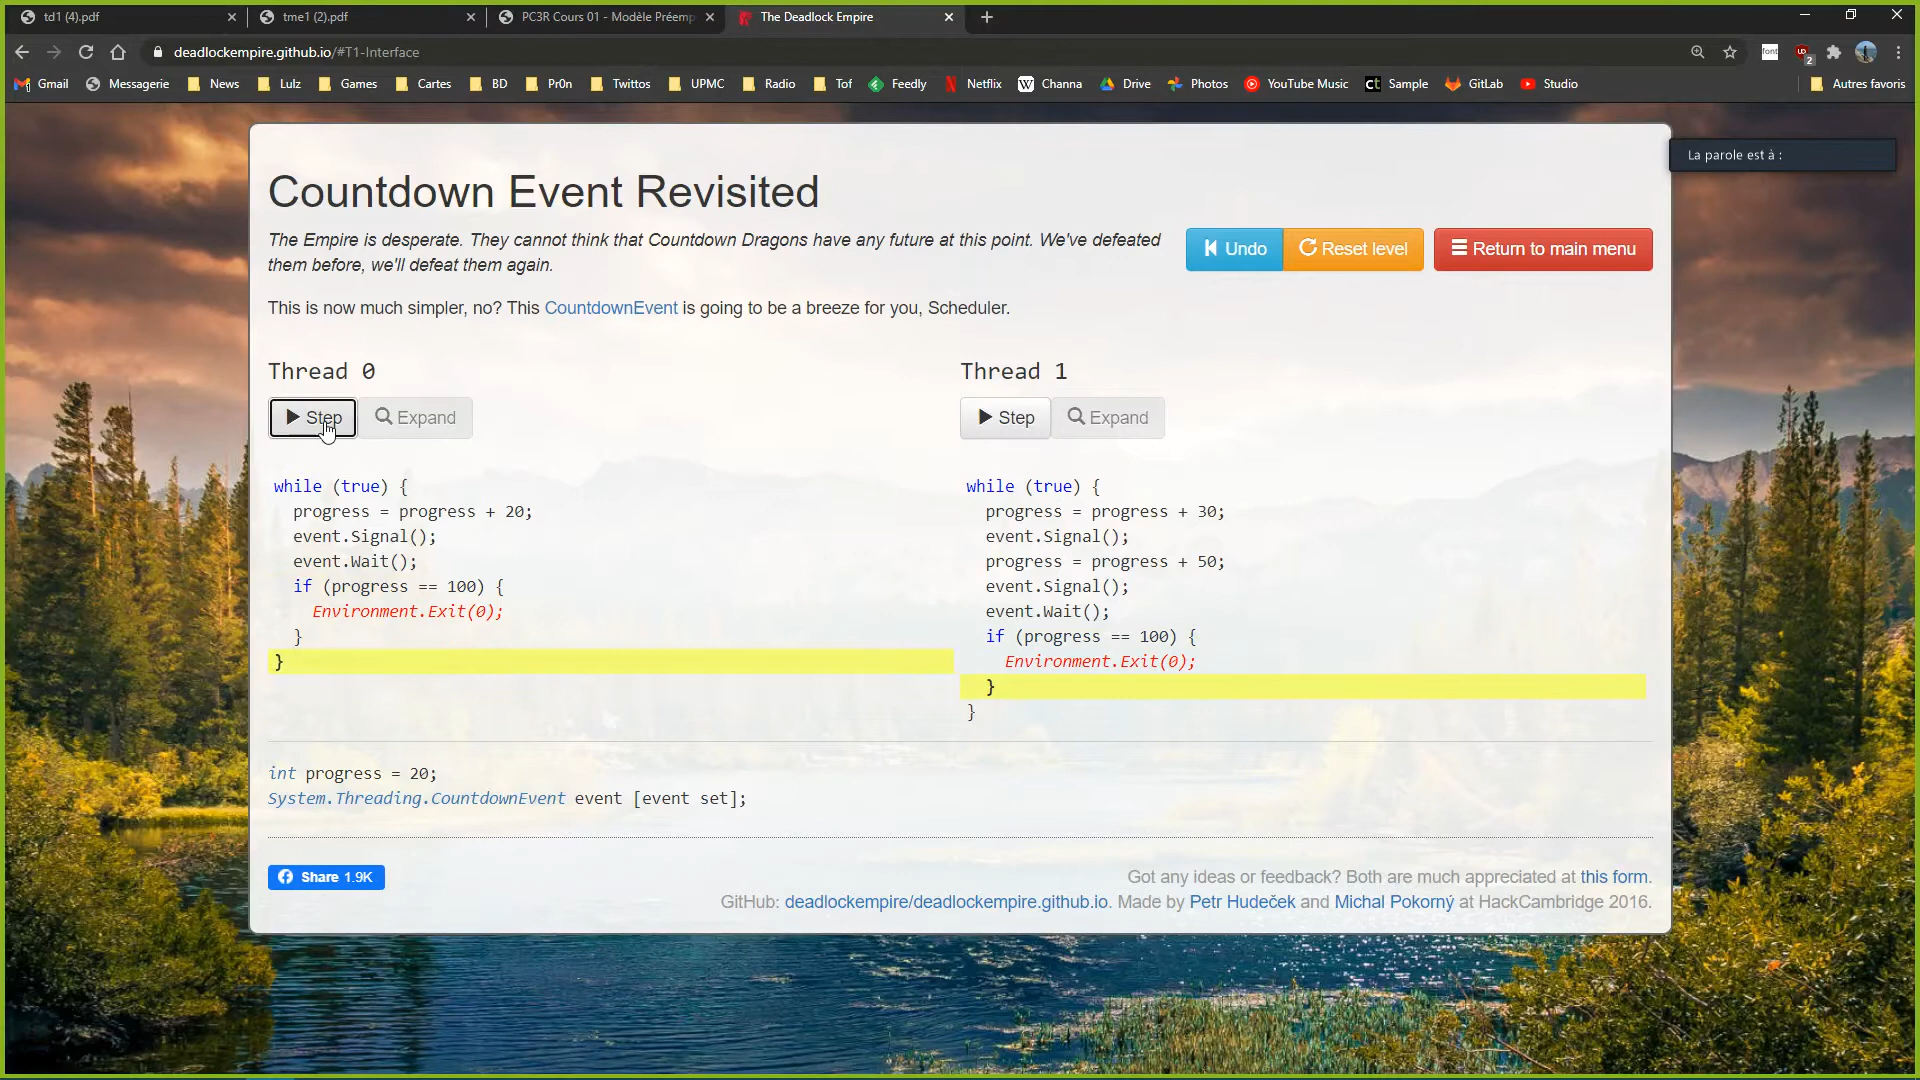 td1 (4).pdf
tme1 (2).pdf
PC3R Cours 01 - Modèle Préemp
The Deadlock Empire
deadlockempire.github.io/#T1-Interface
font
2
Gmail
Messagerie
News
Lulz
Games
Cartes
BD
Pr0n
Twittos
UPMC
Radio
Tof
Feedly
Netflix
Channa
Drive
Photos
YouTube Music
Sample
GitLab
Studio
Autres favoris
La parole est à :
Countdown Event Revisited
The Empire is desperate. They cannot think that Countdown Dragons have any future at this point. We've defeated
them before, we'll defeat them again.
Undo
Reset level
Return to main menu
This is now much simpler, no? This CountdownEvent is going to be a breeze for you, Scheduler.
Thread 0
Step
Expand
while (true) {
progress = progress + 20;
event.Signal();
event.Wait();
if (progress == 100) {
Environment.Exit(0);
}
}
Thread 1
Step
Expand
while (true) {
progress = progress + 30;
event.Signal();
progress = progress + 50;
event.Signal();
event.Wait();
if (progress == 100) {
Environment.Exit(0);
}
}
int progress = 20;
System.Threading.CountdownEvent event [event set];
Share 1.9K
Got any ideas or feedback? Both are much appreciated at this form.
GitHub: deadlockempire/deadlockempire.github.io. Made by Petr Hudeček and Michal Pokorný at HackCambridge 2016.